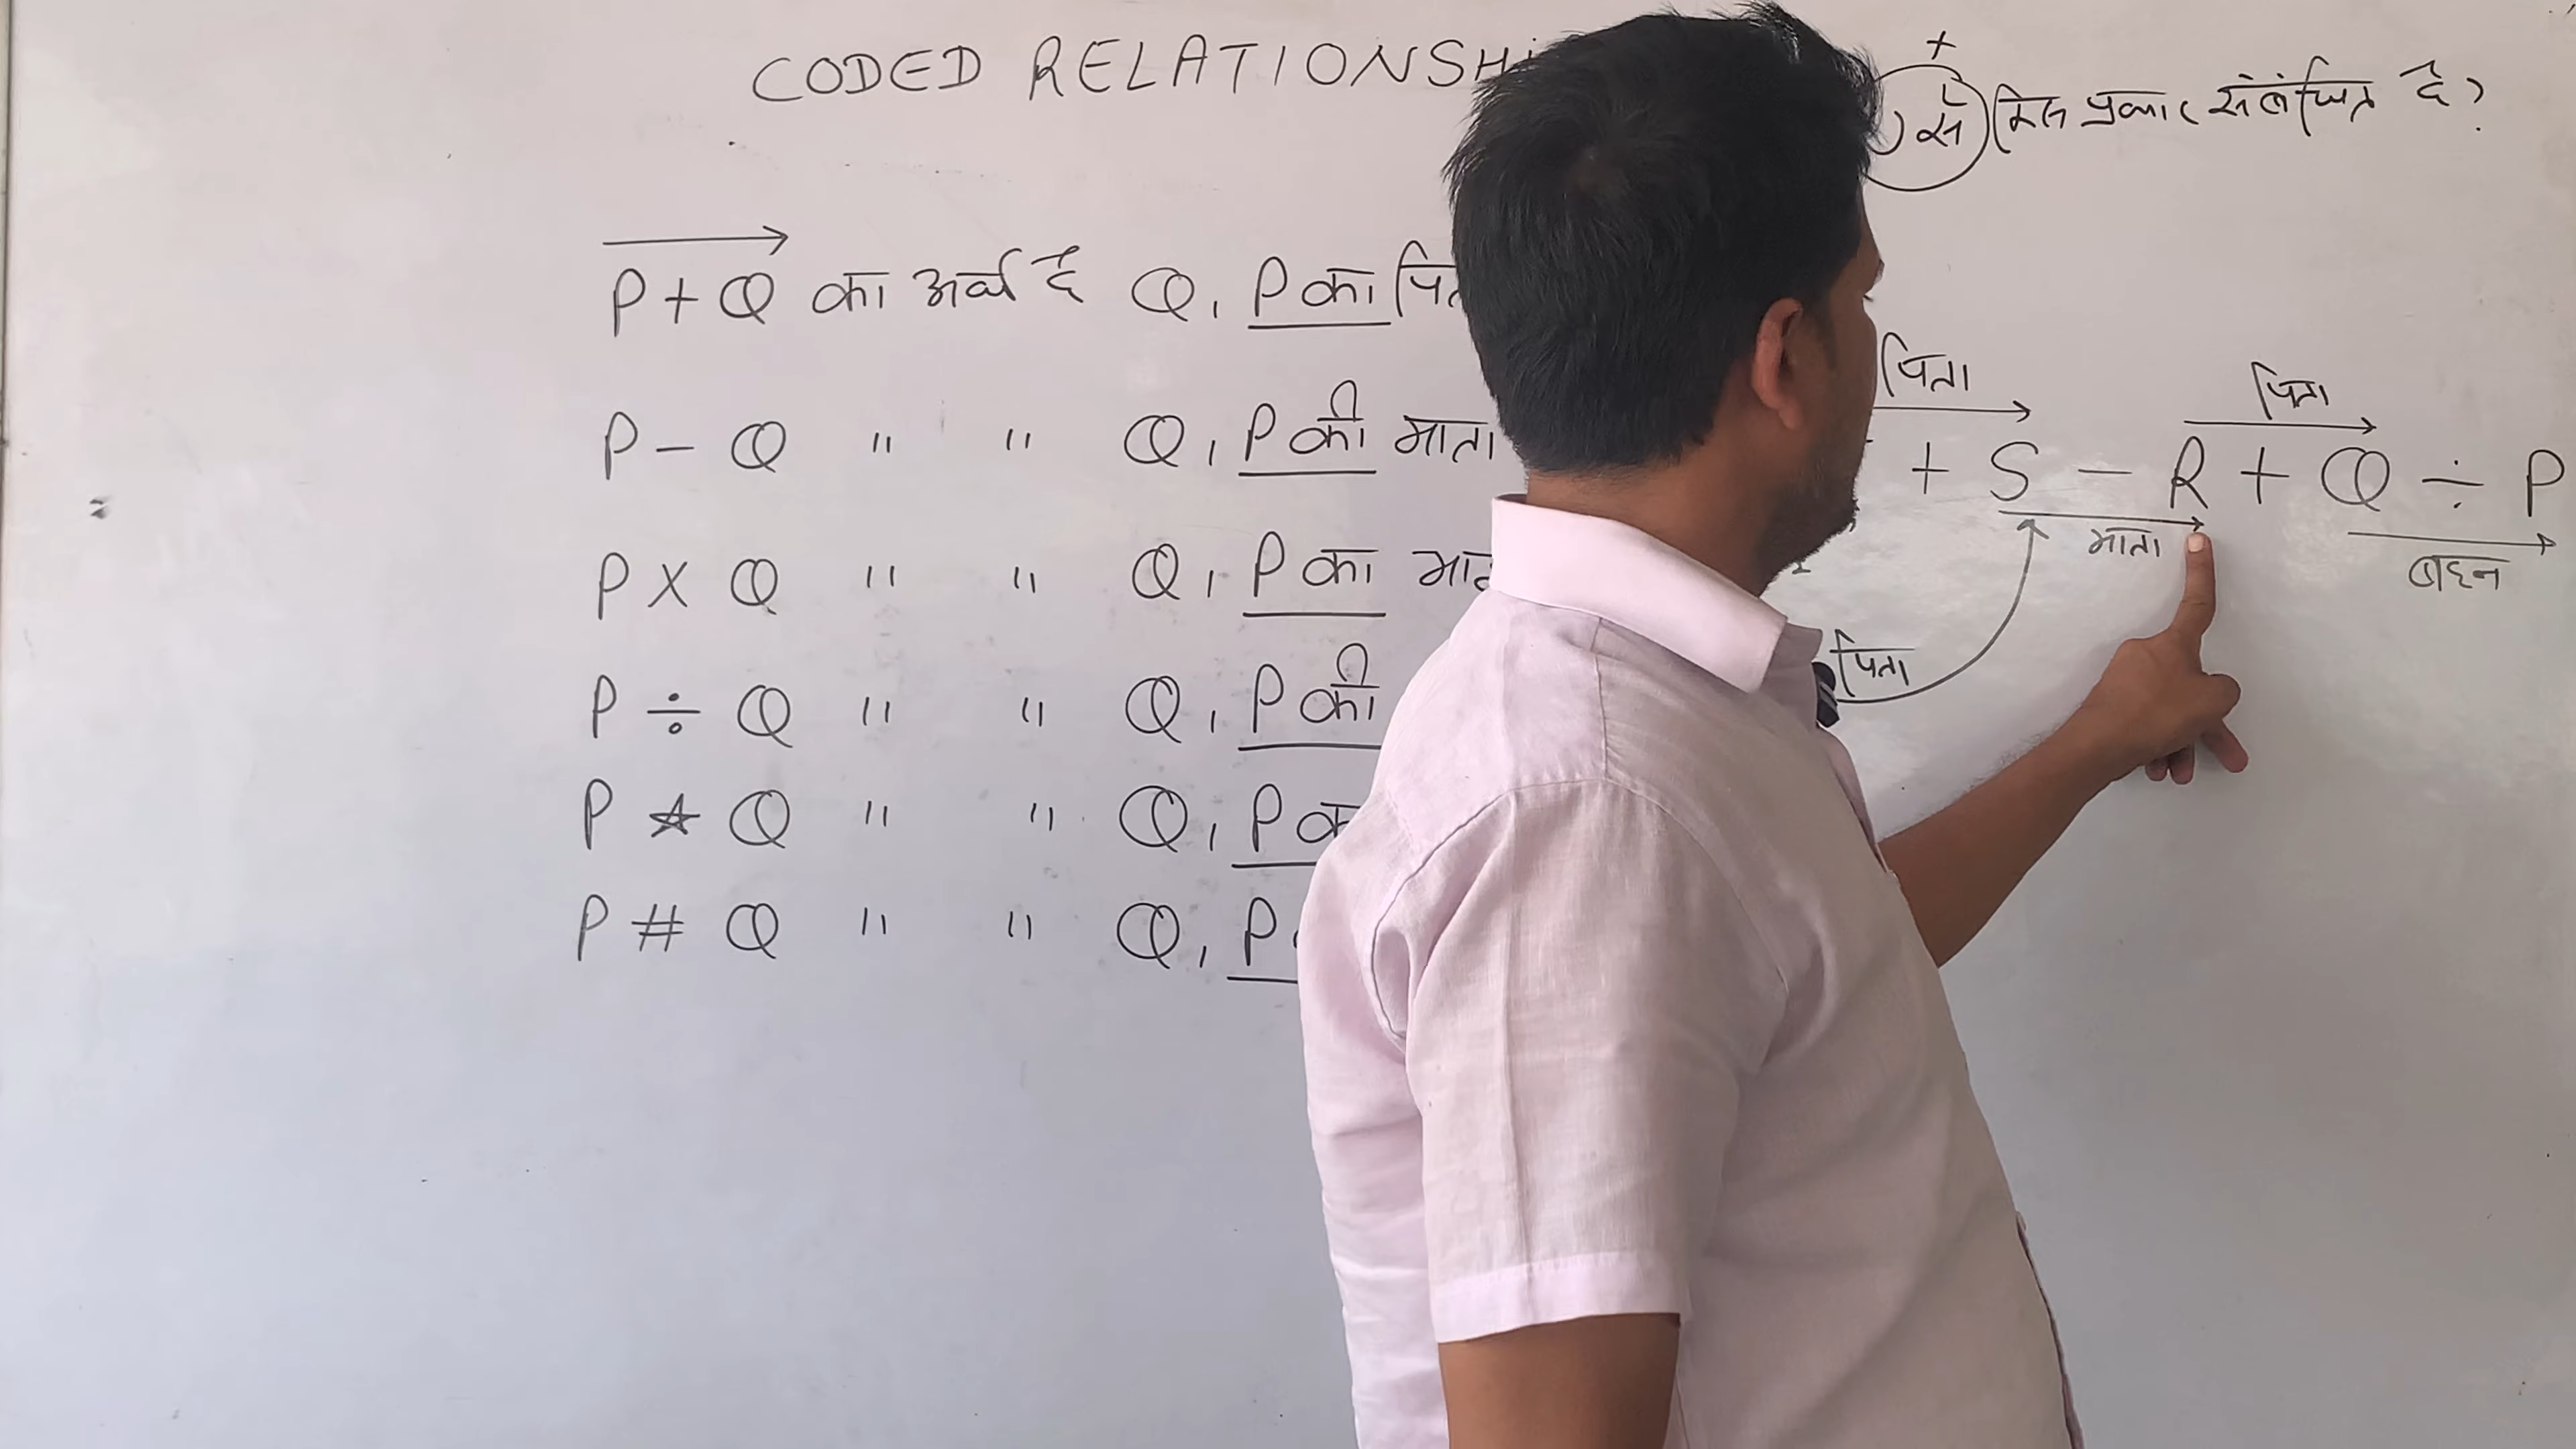 CODED RELATIONSH
+
से किस प्रकार संबंधित है?
P + Q का अर्थ है Q, P का पि
P - Q " " Q, P की माता
P X Q " " Q, P का भाई
P ÷ Q " " Q, P की
P ☆ Q " " Q, P क
P # Q " " Q, P
पिता पिता
+ S - R + Q ÷ P
माता बहन
पिता